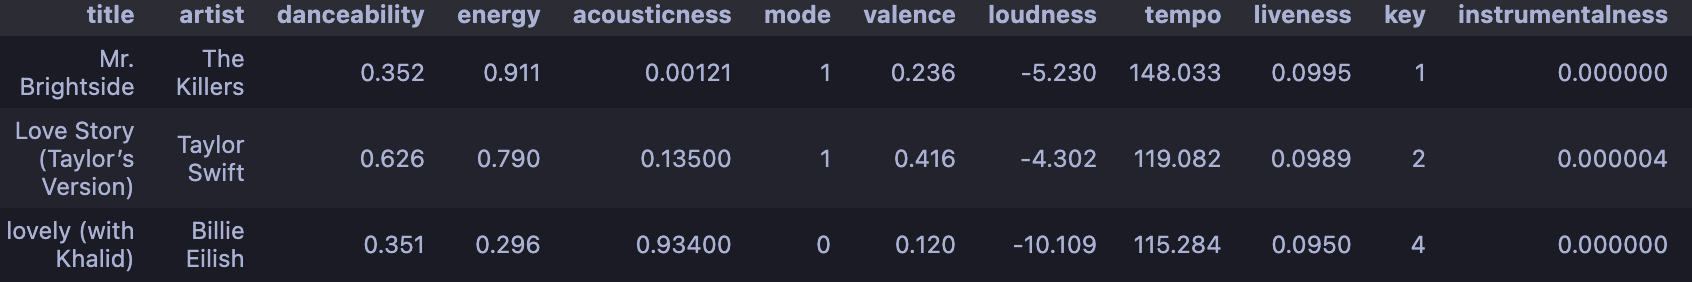 title artist danceability energy acousticness mode valence loudness tempo liveness key instrumentalness
Mr. Brightside The Killers 0.352 0.911 0.00121 1 0.236 -5.230 148.033 0.0995 1 0.000000
Love Story (Taylor’s Version) Taylor Swift 0.626 0.790 0.13500 1 0.416 -4.302 119.082 0.0989 2 0.000004
lovely (with Khalid) Billie Eilish 0.351 0.296 0.93400 0 0.120 -10.109 115.284 0.0950 4 0.000000